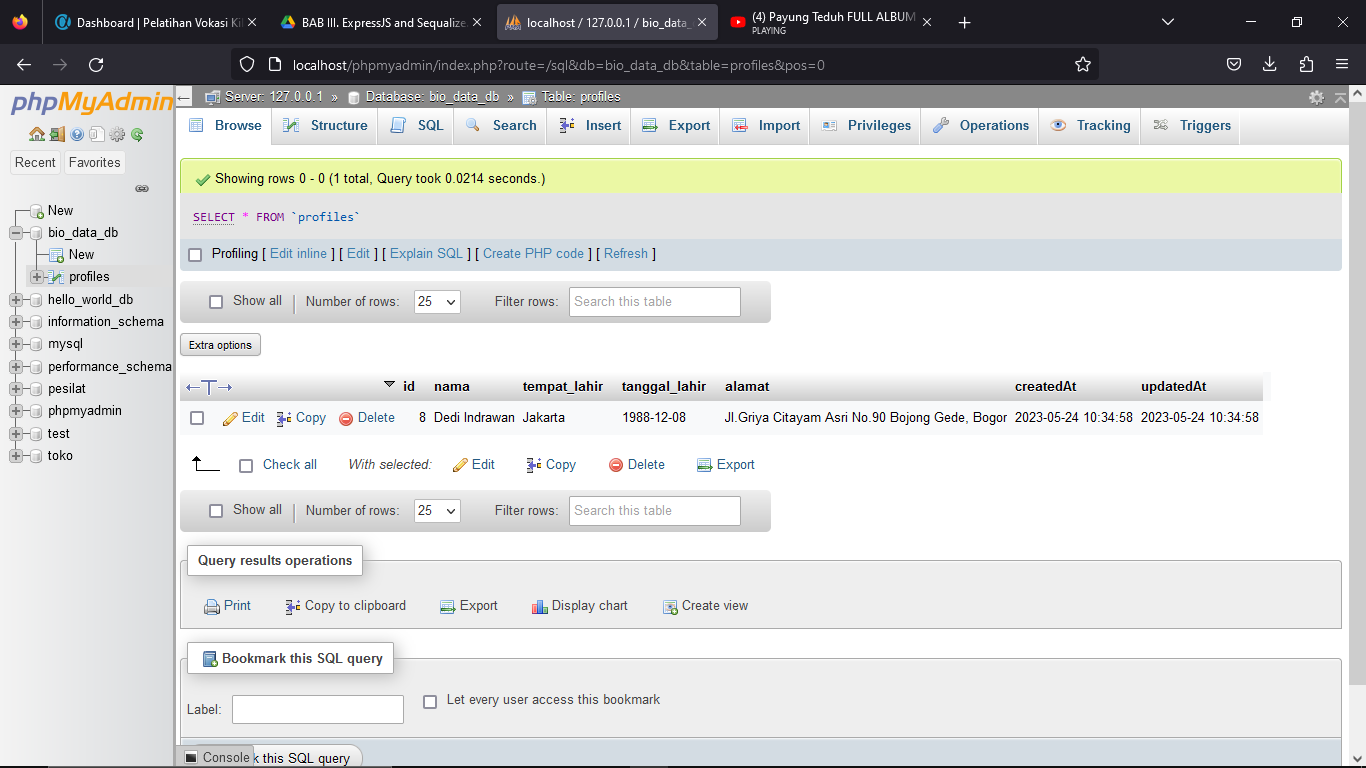 Dashboard | Pelatihan Vokasi Kil
BAB III. ExpressJS and Sequalize.
localhost / 127.0.0.1 / bio_data_
(4) Payung Teduh FULL ALBUM
PLAYING
localhost/phpmyadmin/index.php?route=/sql&db=bio_data_db&table=profiles&pos=0
phpMyAdmin
Recent Favorites
New
bio_data_db
New
profiles
hello_world_db
information_schema
mysql
performance_schema
pesilat
phpmyadmin
test
toko
Server: 127.0.0.1 » Database: bio_data_db » Table: profiles
Browse Structure SQL Search Insert Export Import Privileges Operations Tracking Triggers
Showing rows 0 - 0 (1 total, Query took 0.0214 seconds.)
SELECT * FROM `profiles`
Profiling [ Edit inline ] [ Edit ] [ Explain SQL ] [ Create PHP code ] [ Refresh ]
Show all | Number of rows: 25 Filter rows: Search this table
Extra options
←T→ id nama tempat_lahir tanggal_lahir alamat createdAt updatedAt
Edit Copy Delete 8 Dedi Indrawan Jakarta 1988-12-08 Jl.Griya Citayam Asri No.90 Bojong Gede, Bogor 2023-05-24 10:34:58 2023-05-24 10:34:58
Check all With selected: Edit Copy Delete Export
Show all | Number of rows: 25 Filter rows: Search this table
Query results operations
Print Copy to clipboard Export Display chart Create view
Bookmark this SQL query
Label: Let every user access this bookmark
Console k this SQL query